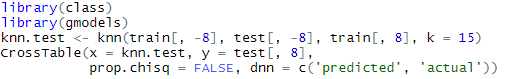 library(class)
library(gmodels)
knn.test <- knn(train[, -8], test[, -8], train[, 8], k = 15)
CrossTable(x = knn.test, y = test[, 8],
           prop.chisq = FALSE, dnn = c('predicted', 'actual'))